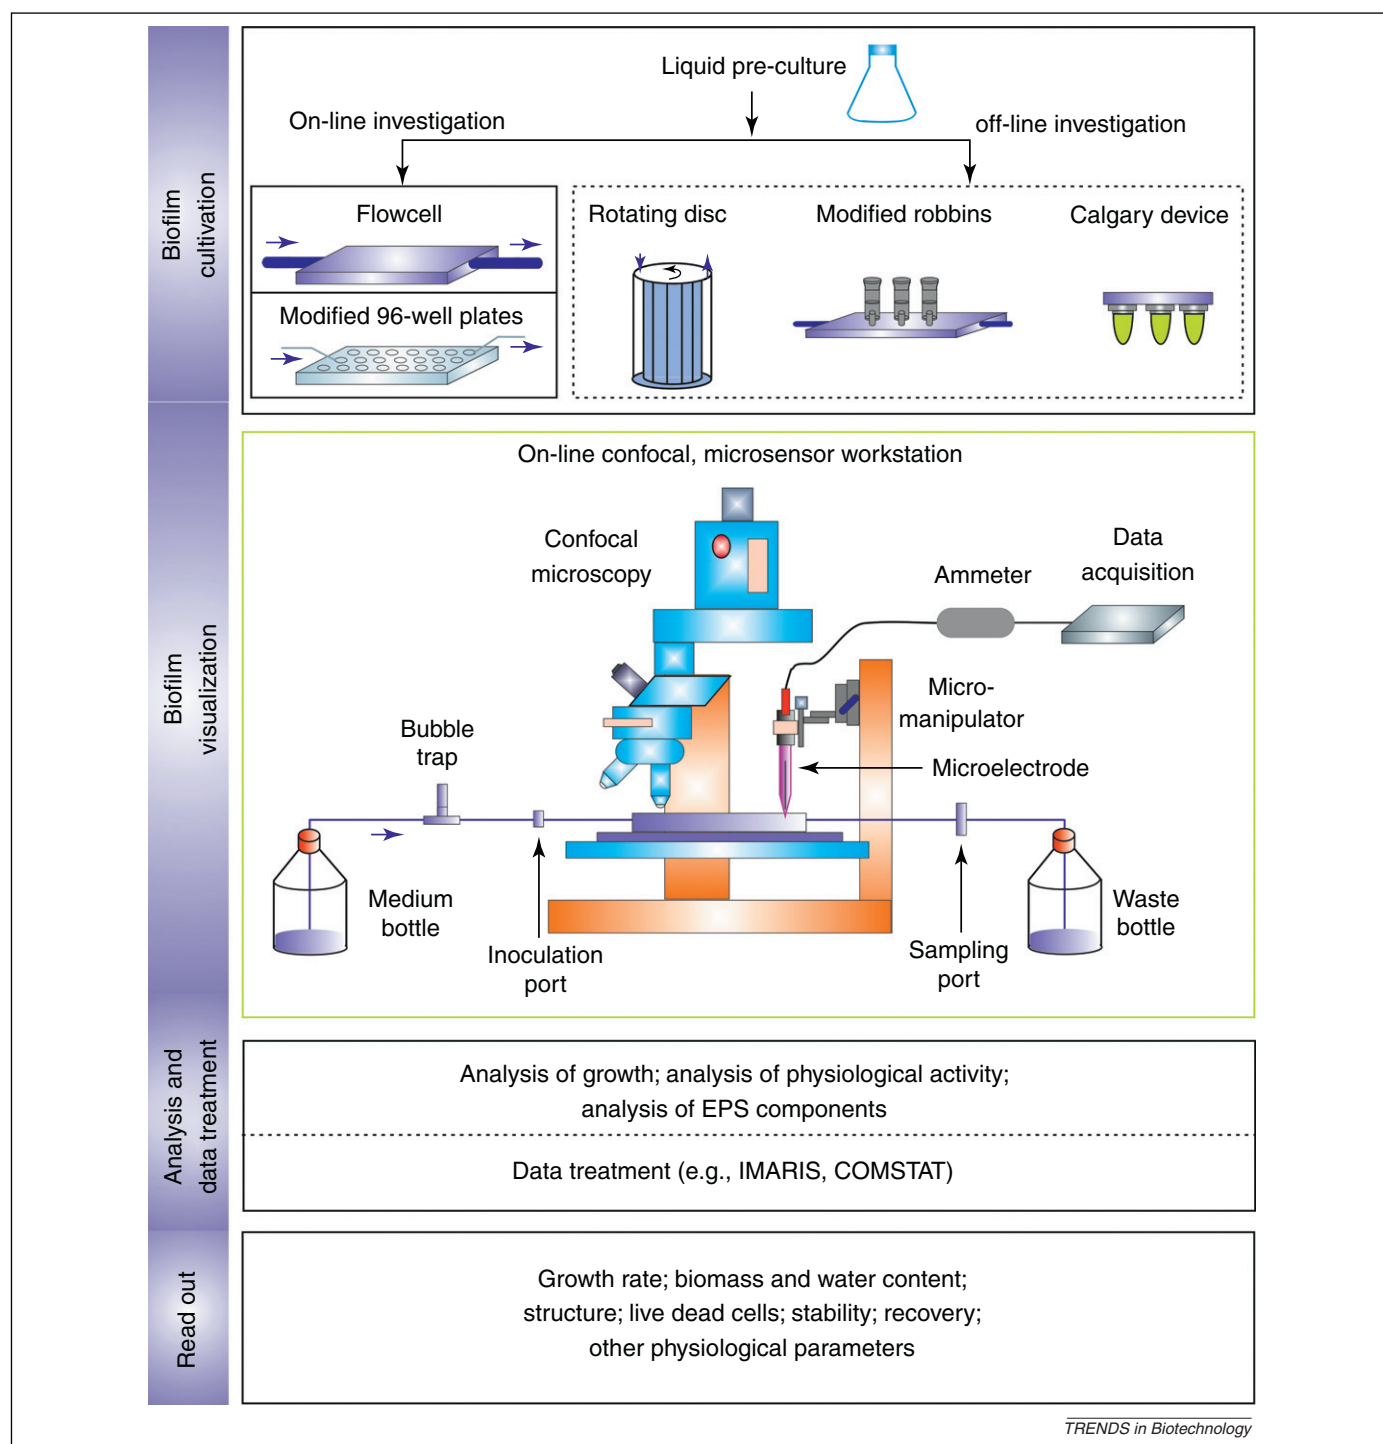 Biofilm
cultivation
Liquid pre-culture
On-line investigation
off-line investigation
Flowcell
Modified 96-well plates
Rotating disc
Modified robbins
Calgary device
Biofilm
visualization
On-line confocal, microsensor workstation
Confocal
microscopy
Ammeter
Data
acquisition
Micro-
manipulator
Microelectrode
Bubble
trap
Medium
bottle
Inoculation
port
Sampling
port
Waste
bottle
Analysis and
data treatment
Analysis of growth; analysis of physiological activity;
analysis of EPS components
Data treatment (e.g., IMARIS, COMSTAT)
Read out
Growth rate; biomass and water content;
structure; live dead cells; stability; recovery;
other physiological parameters
TRENDS in Biotechnology